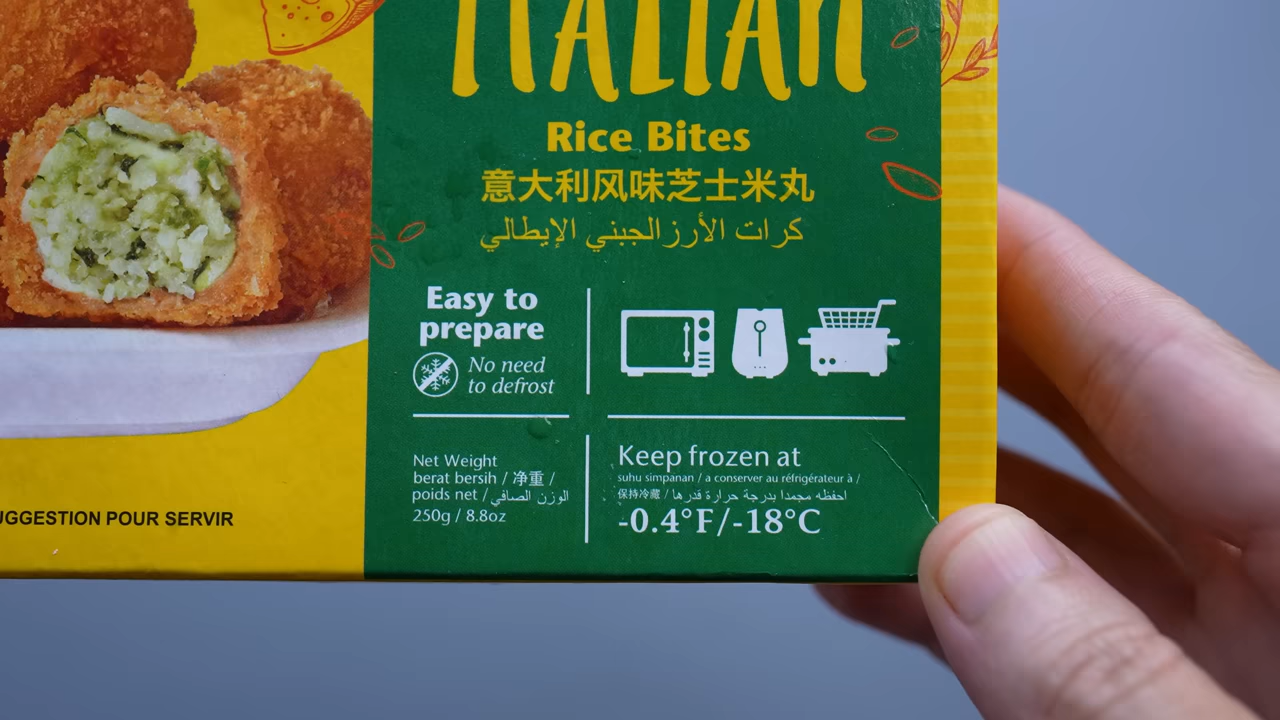 ITALIAN
Rice Bites
意大利风味芝士米丸
كرات الأرز الجبني الإيطالي
Easy to
prepare
No need
to defrost
Net Weight
berat bersih / 净重 /
poids net / الوزن الصافي
250g / 8.8oz
Keep frozen at
suhu simpanan / a conserver au réfrigérateur à /
保持冷藏 / احفظه مجمدا بدرجة حرارة قدرها
-0.4°F/-18°C
UGGESTION POUR SERVIR